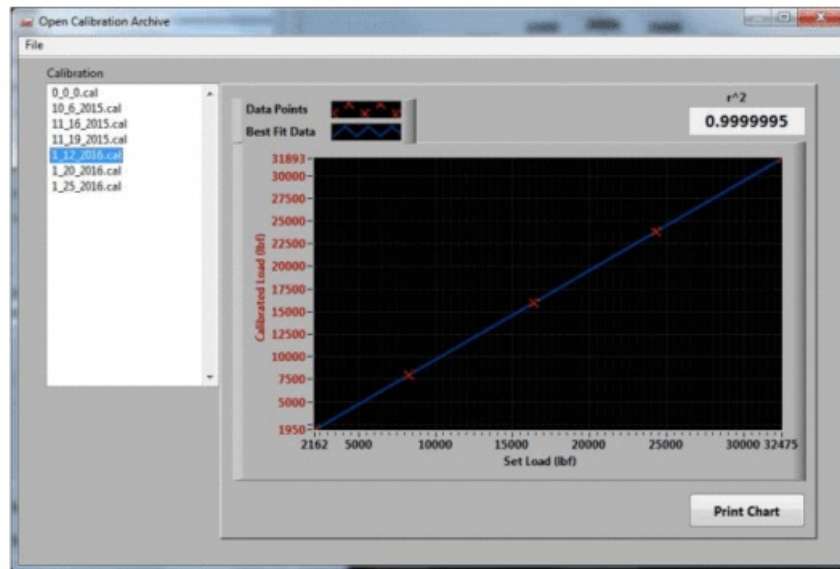 Open Calibration Archive
File
Calibration
0_0_0.cal
10_6_2015.cal
11_16_2015.cal
11_19_2015.cal
1_12_2016.cal
1_20_2016.cal
1_25_2016.cal
Data Points
Best Fit Data
r^2
0.9999995
Calibrated Load (lbf)
31893
30000
27500
25000
22500
20000
17500
15000
12500
10000
7500
5000
1950
2162 5000 10000 15000 20000 25000 30000 32475
Set Load (lbf)
Print Chart